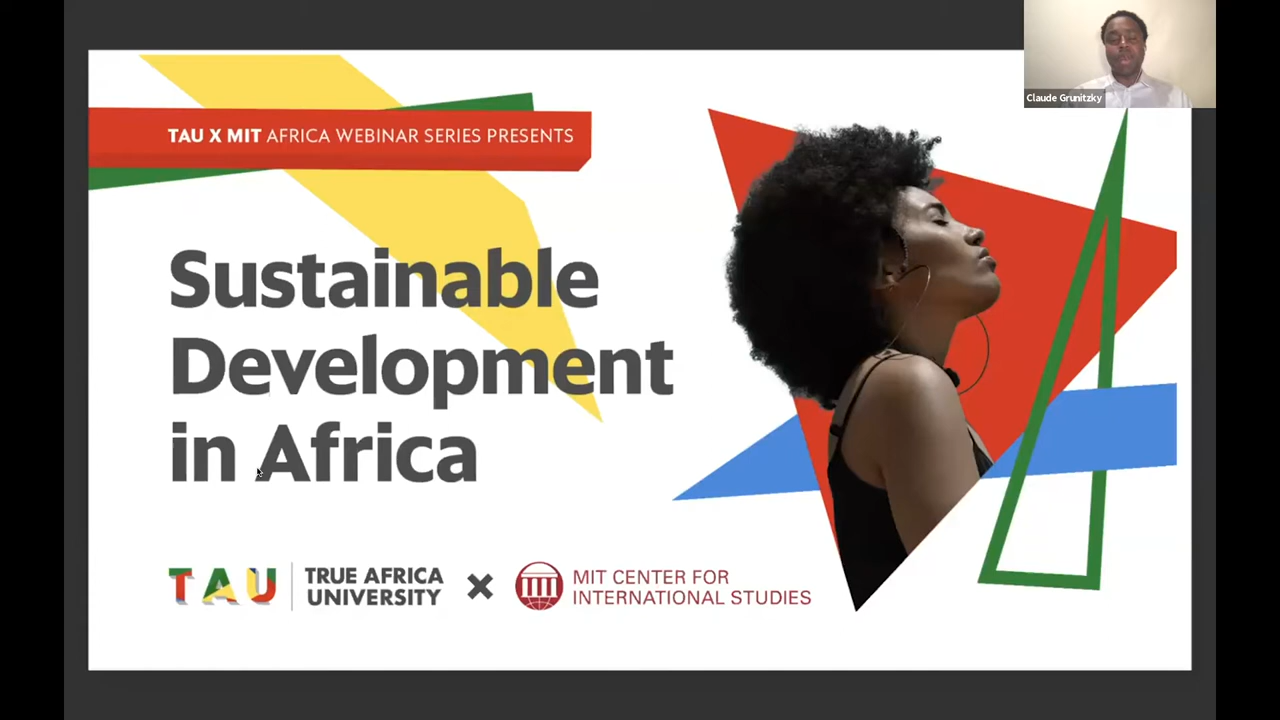 Claude Grunitzky
TAU X MIT AFRICA WEBINAR SERIES PRESENTS
Sustainable
Development
in Africa
TAU
TRUE AFRICA
UNIVERSITY
MIT CENTER FOR
INTERNATIONAL STUDIES